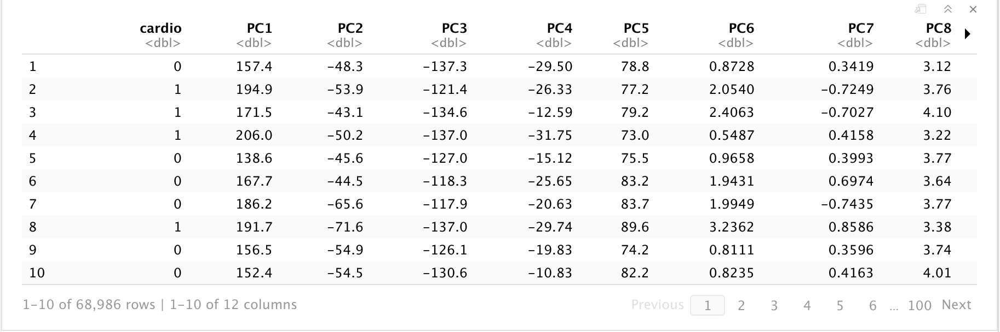 cardio PC1 PC2 PC3 PC4 PC5 PC6 PC7 PC8
<dbl> <dbl> <dbl> <dbl> <dbl> <dbl> <dbl> <dbl> <dbl>
1 0 157.4 −48.3 −137.3 −29.50 78.8 0.8728 0.3419 3.12
2 1 194.9 −53.9 −121.4 −26.33 77.2 2.0540 −0.7249 3.76
3 1 171.5 −43.1 −134.6 −12.59 79.2 2.4063 −0.7027 4.10
4 1 206.0 −50.2 −137.0 −31.75 73.0 0.5487 0.4158 3.22
5 0 138.6 −45.6 −127.0 −15.12 75.5 0.9658 0.3993 3.77
6 0 167.7 −44.5 −118.3 −25.65 83.2 1.9431 0.6974 3.64
7 0 186.2 −65.6 −117.9 −20.63 83.7 1.9949 −0.7435 3.77
8 1 191.7 −71.6 −137.0 −29.74 89.6 3.2362 0.8586 3.38
9 0 156.5 −54.9 −126.1 −19.83 74.2 0.8111 0.3596 3.74
10 0 152.4 −54.5 −130.6 −10.83 82.2 0.8235 0.4163 4.01
1−10 of 68,986 rows | 1−10 of 12 columns Previous 1 2 3 4 5 6 ... 100 Next